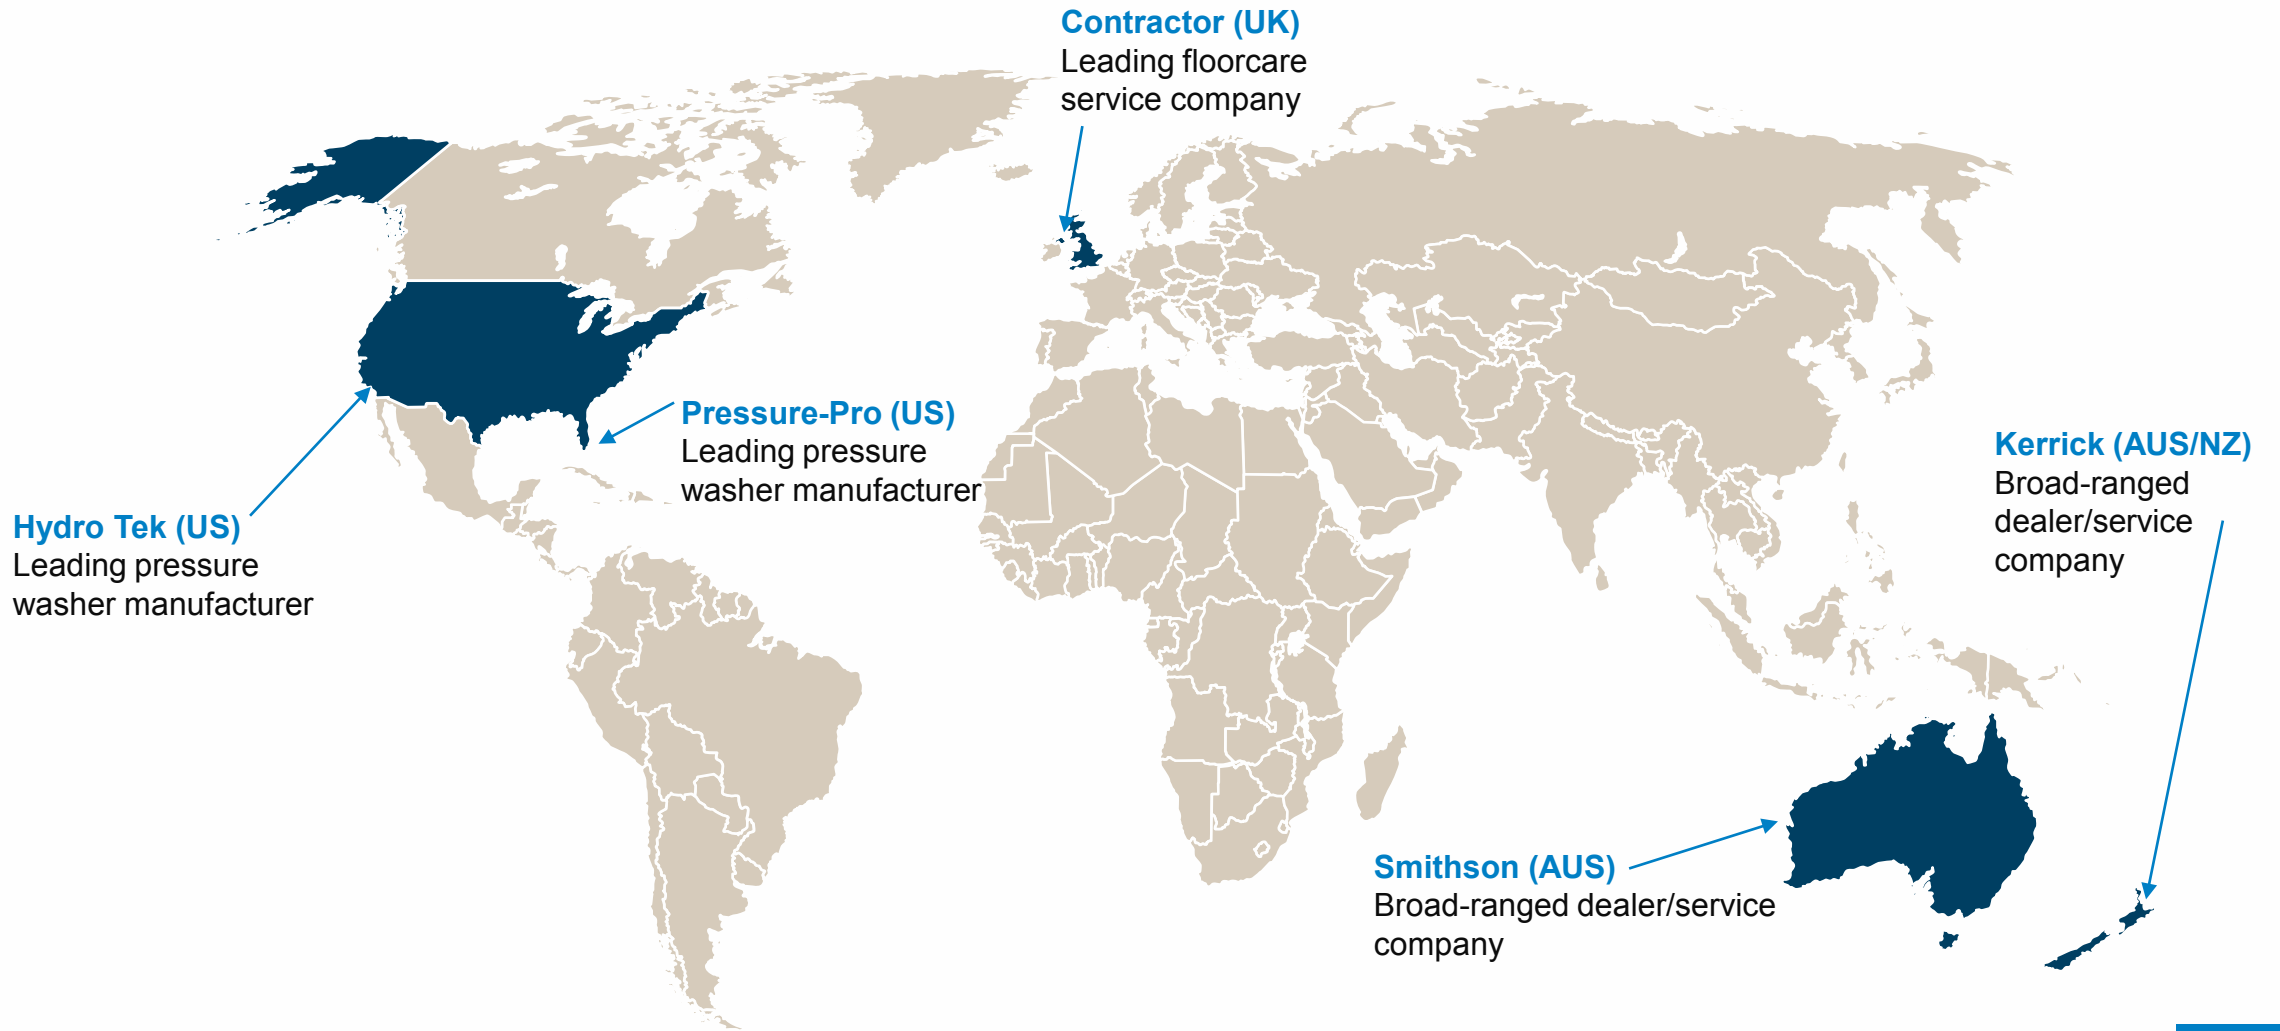 Contractor (UK)
Leading floorcare
service company
Pressure-Pro (US)
Leading pressure
washer manufacturer
Hydro Tek (US)
Leading pressure
washer manufacturer
Kerrick (AUS/NZ)
Broad-ranged
dealer/service
company
Smithson (AUS)
Broad-ranged dealer/service
company